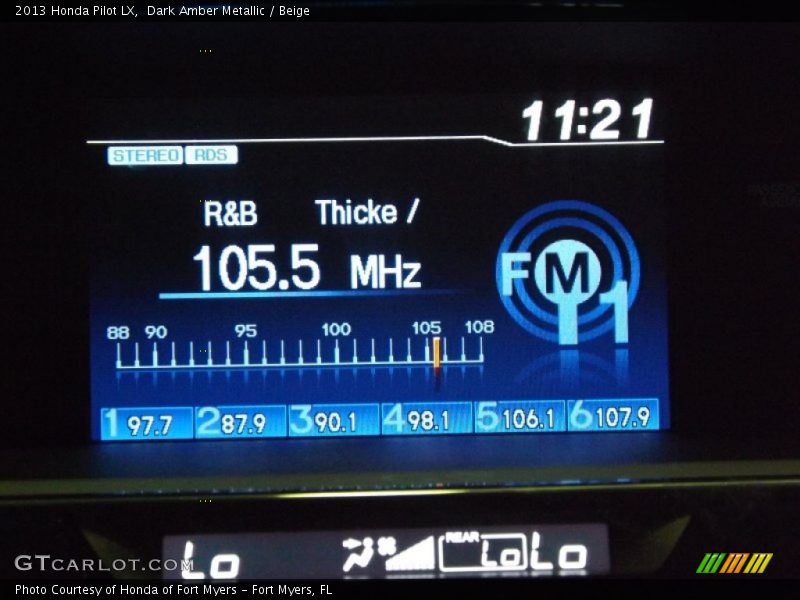 2013 Honda Pilot LX,  Dark Amber Metallic / Beige
11:21
STEREO RDS
R&B Thicke /
105.5 MHz
FM1
88 90 95 100 105 108
1 97.7 2 87.9 3 90.1 4 98.1 5 106.1 6 107.9
REAR
Lo Lo Lo
GTCARLOT.COM
Photo Courtesy of Honda of Fort Myers - Fort Myers, FL